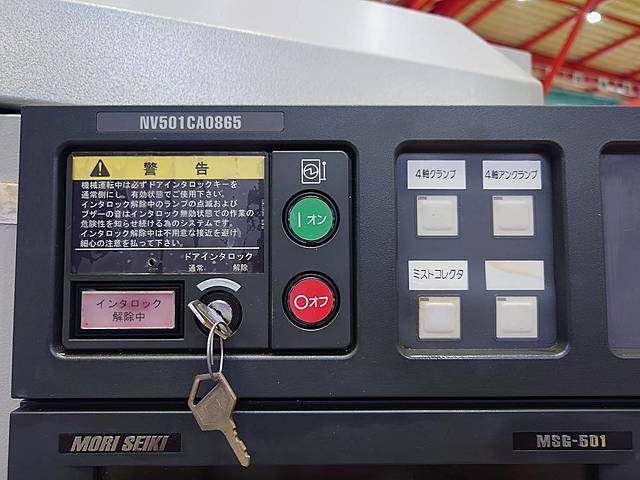 NV501CA0865
警告
機械運転中は必ずドアインタロックキーを
通常側にし、有効状態でご使用下さい。
インタロック解除中のランプの点滅および
ブザーの音はインタロック無効状態での作業の
危険性を知らせ続ける為のシステムです。
インタロック解除中は不用意な接近を避け
細心の注意を払って下さい。
ドアインタロック
通常 解除
インタロック
解除中
オン
オフ
4軸クランプ 4軸アンクランプ
ミストコレクタ
MORI SEIKI
MSG-501